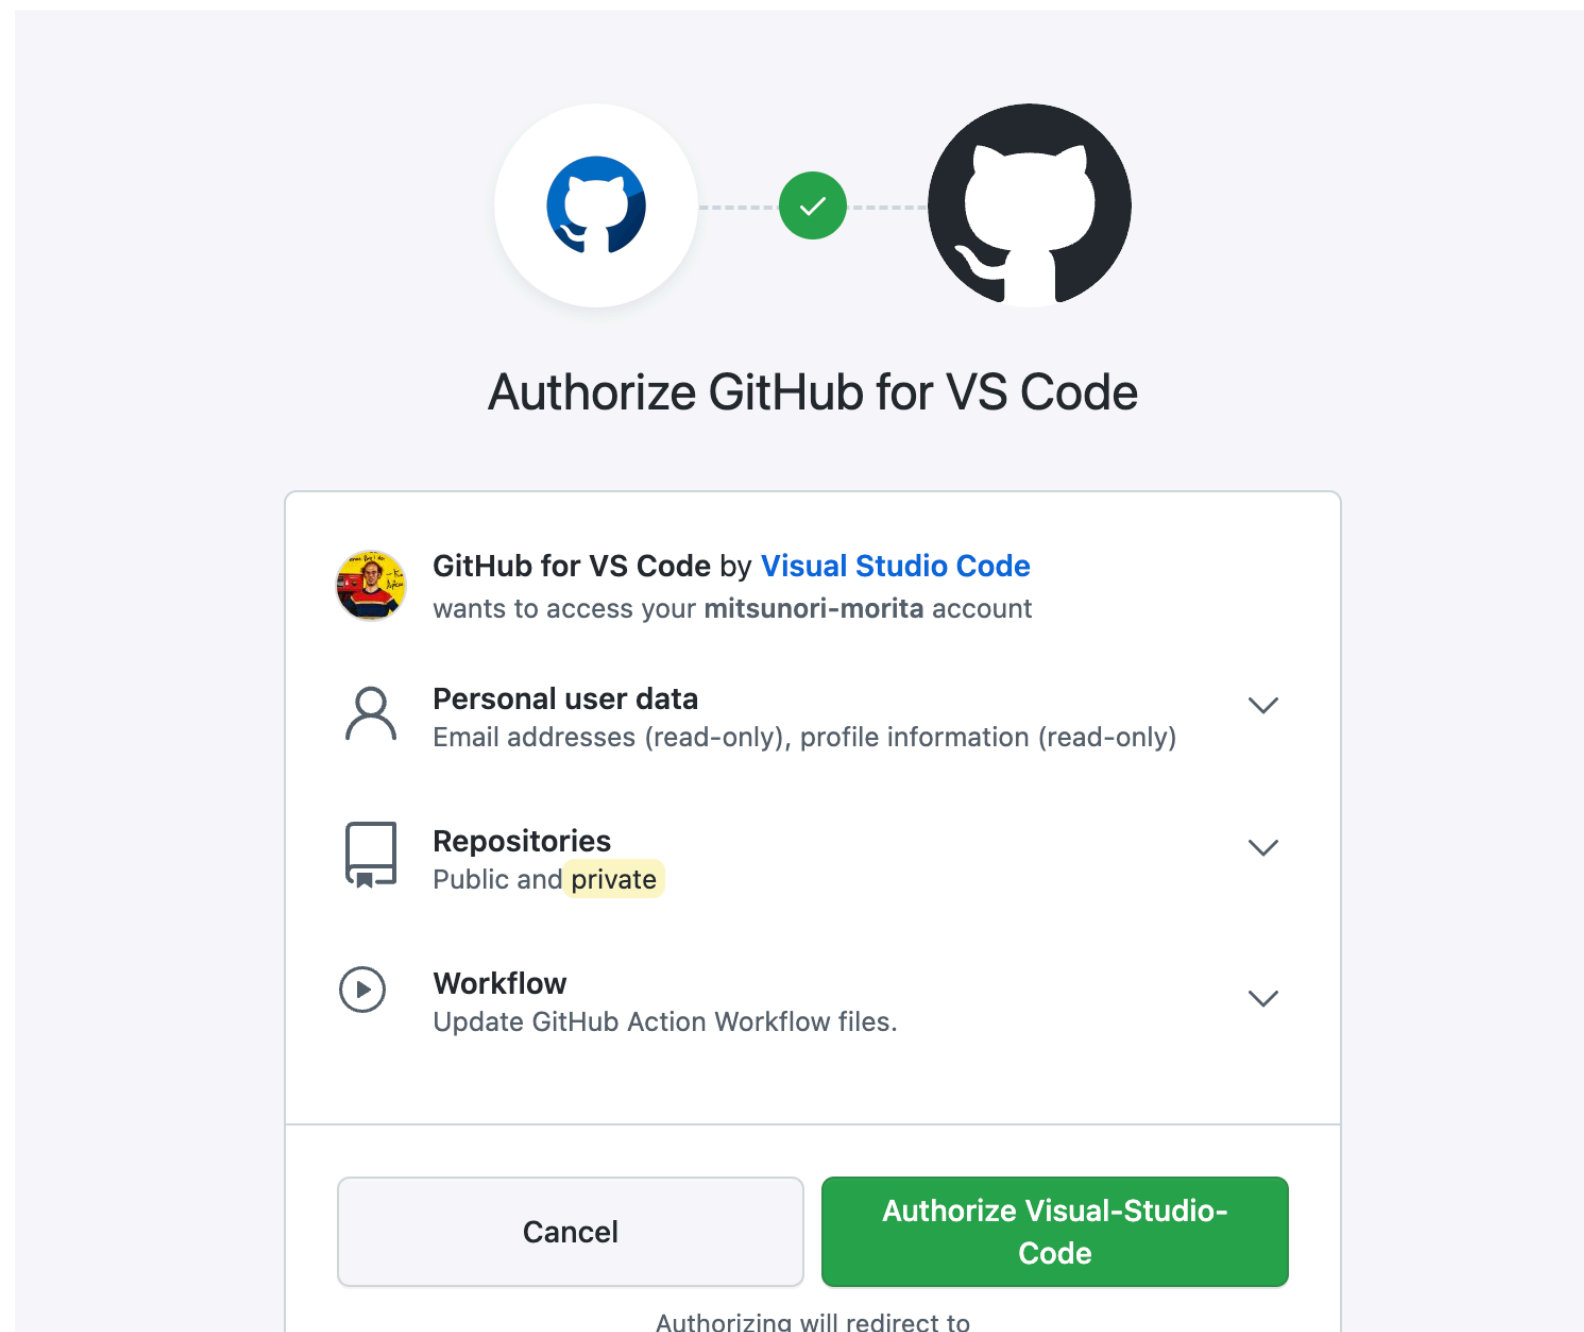 Authorize GitHub for VS Code
GitHub for VS Code by Visual Studio Code
wants to access your mitsunori-morita account
Personal user data
Email addresses (read-only), profile information (read-only)
Repositories
Public and private
Workflow
Update GitHub Action Workflow files.
Cancel
Authorize Visual-Studio-
Code
Authorizing will redirect to